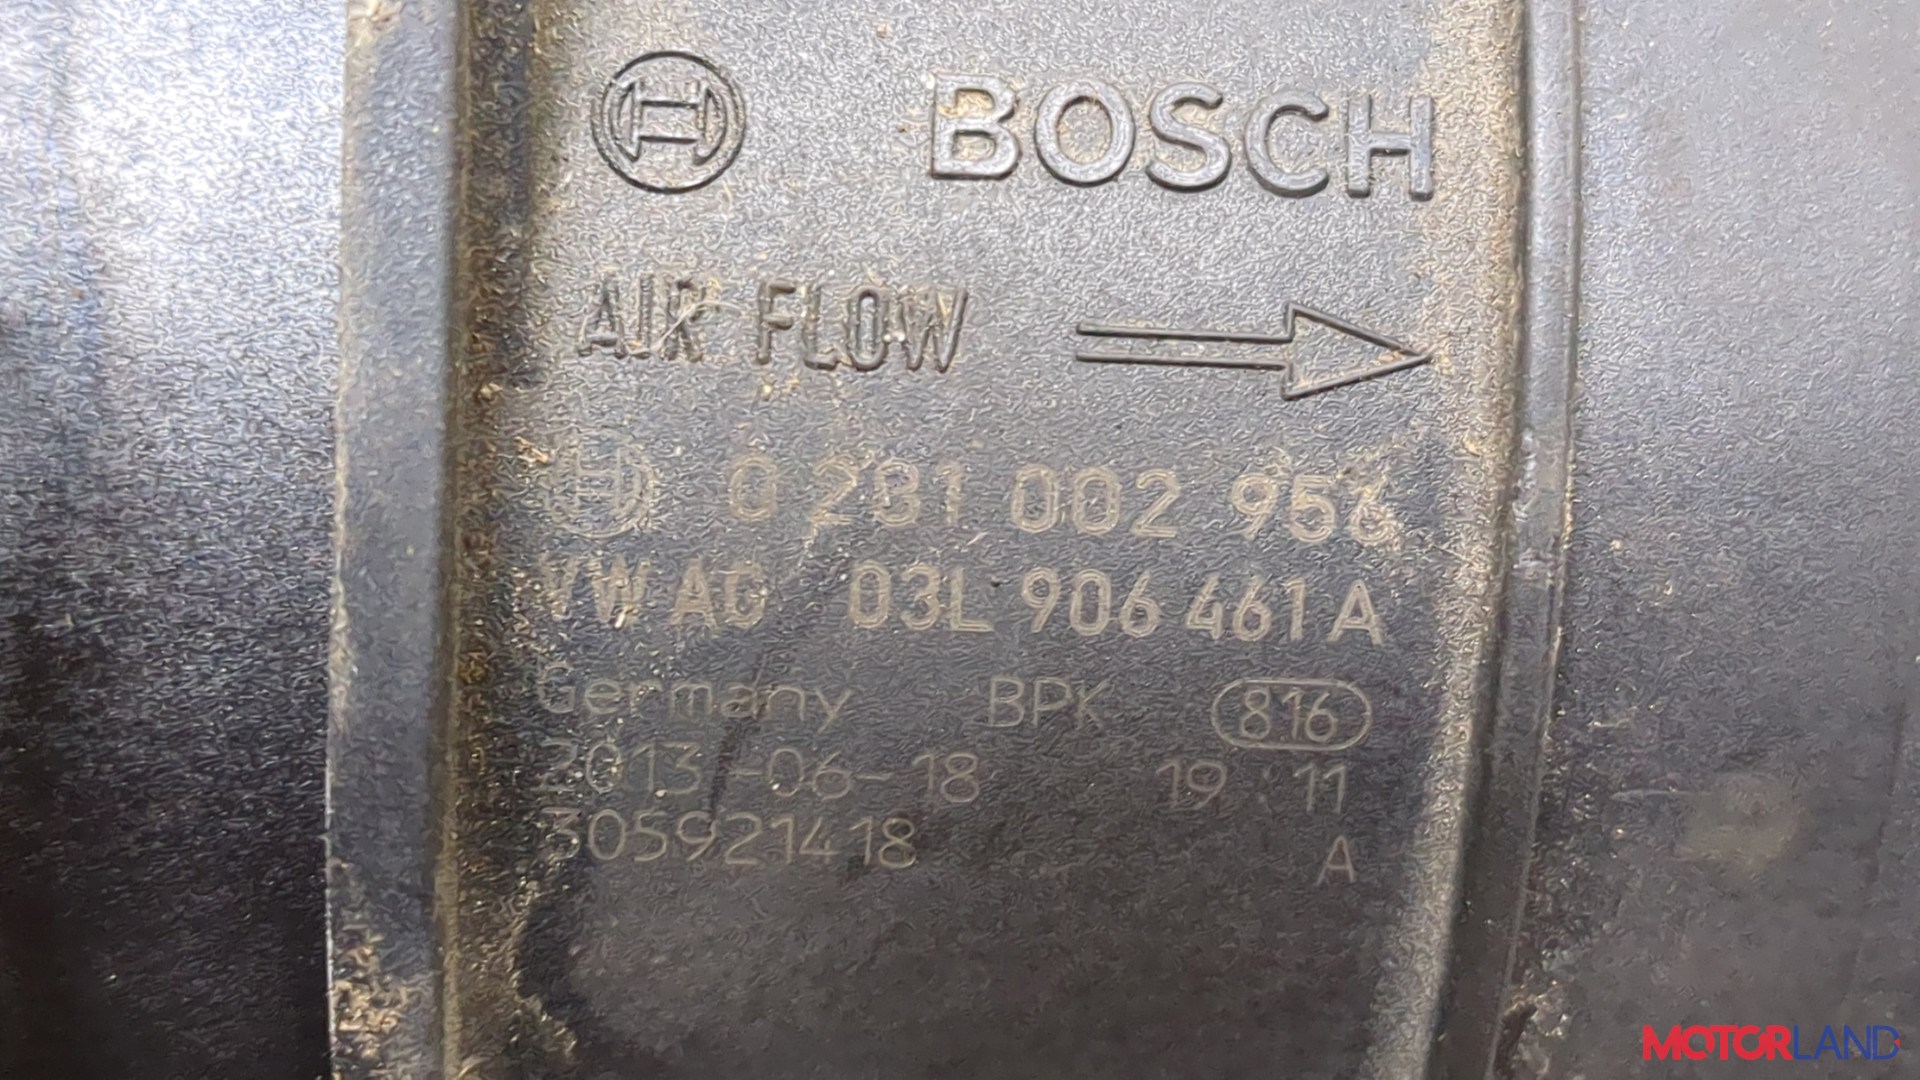 BOSCH
AIR FLOW
0 281 002 956
VW AG 03L 906 461 A
Germany BPK 816
2013-06-18 19:11
305921418 A
MOTORLAND